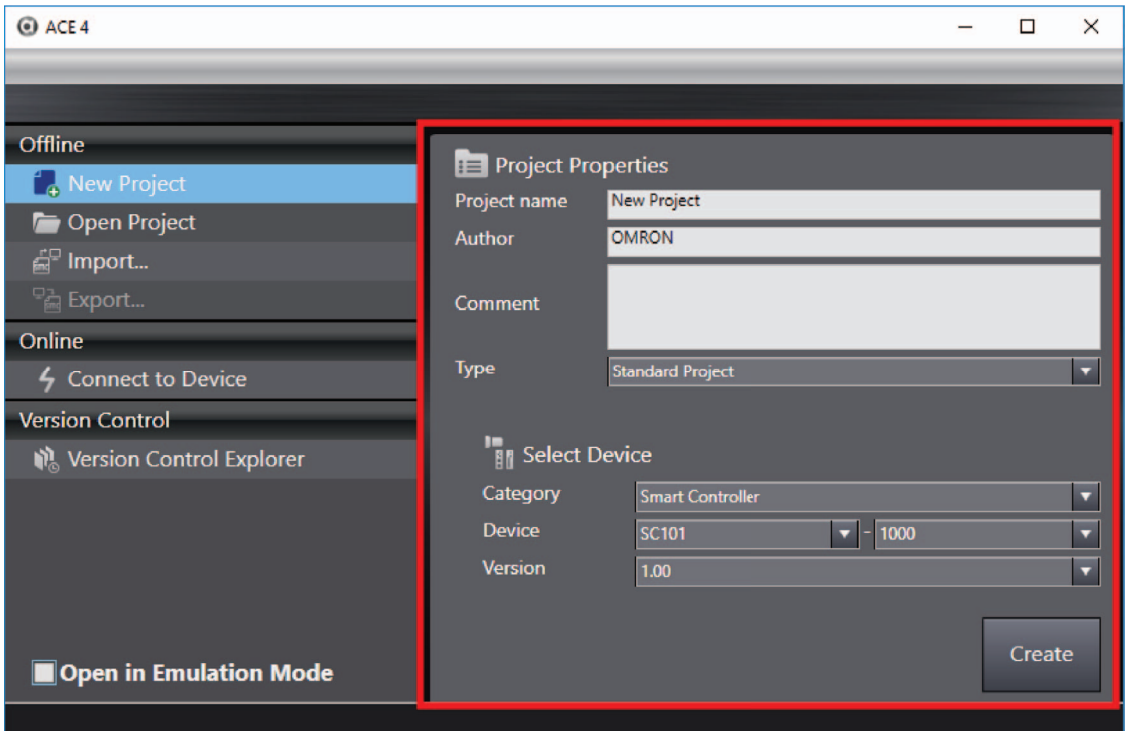 ACE 4
Offline
New Project
Open Project
Import...
Export...
Online
Connect to Device
Version Control
Version Control Explorer
Open in Emulation Mode
Project Properties
Project name New Project
Author OMRON
Comment
Type Standard Project
Select Device
Category Smart Controller
Device SC101 - 1000
Version 1.00
Create